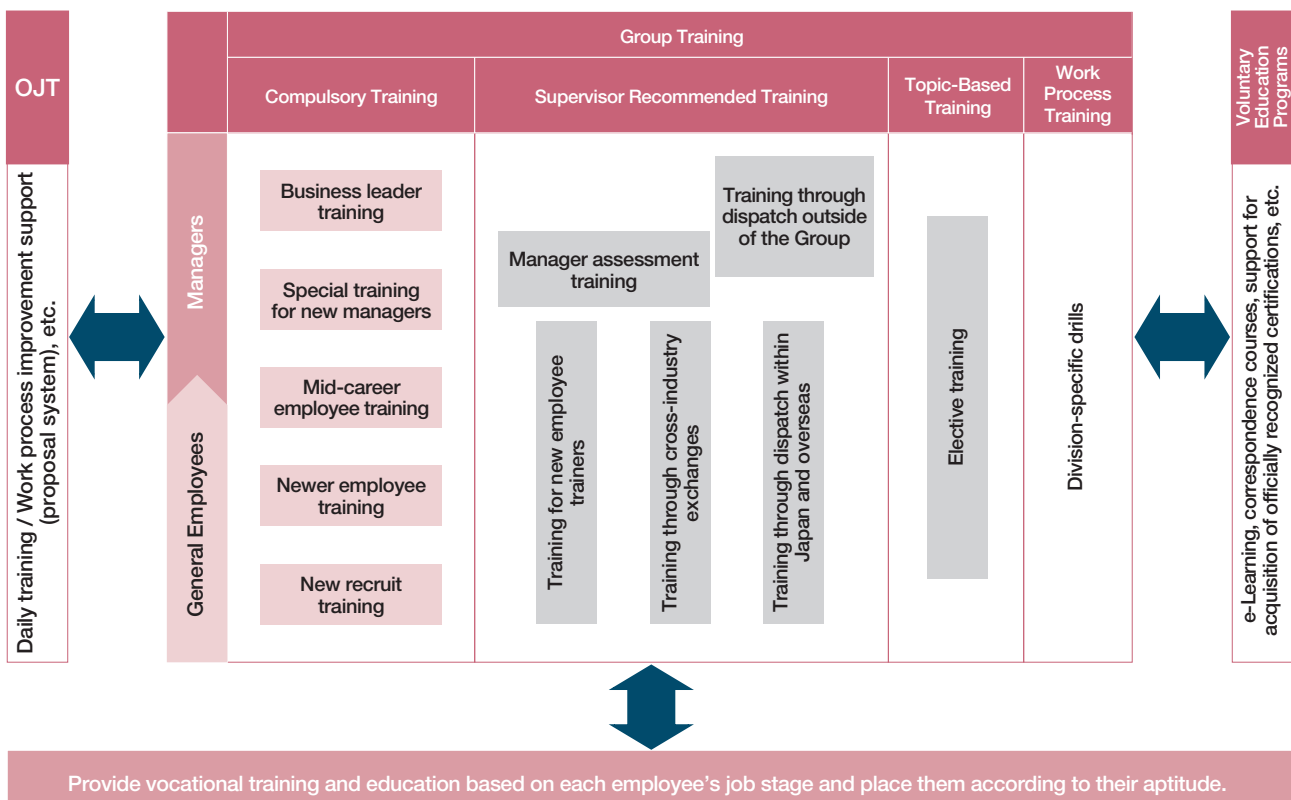 OJT
Daily training / Work process improvement support
(proposal system), etc.
Group Training
Compulsory Training
Supervisor Recommended Training
Topic-Based
Training
Work
Process
Training
Managers
General Employees
Business leader
training
Special training
for new managers
Mid-career
employee training
Newer employee
training
New recruit
training
Training through
dispatch outside
of the Group
Manager assessment
training
Training for new employee
trainers
Training through cross-industry
exchanges
Training through dispatch within
Japan and overseas
Elective training
Division-specific drills
Voluntary
Education
Programs
e-Learning, correspondence courses, support for
acquisition of officially recognized certifications, etc.
Provide vocational training and education based on each employee’s job stage and place them according to their aptitude.